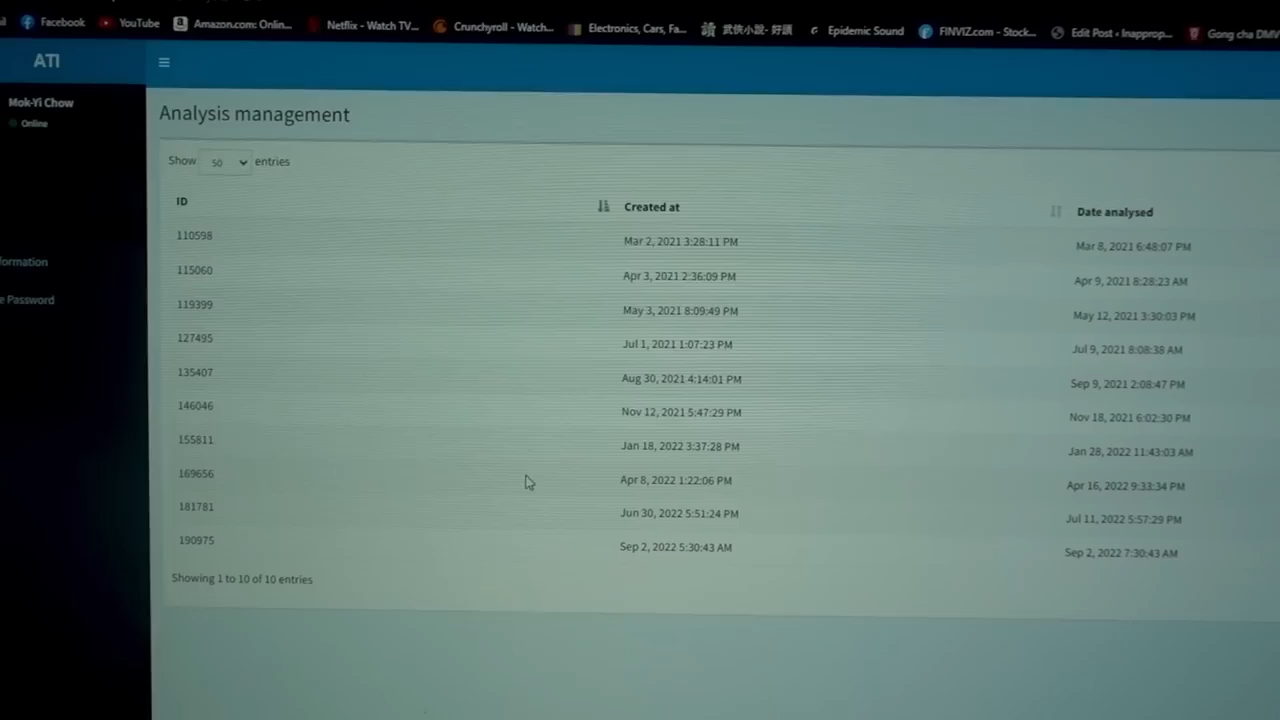 Facebook YouTube Amazon.com: Onlin... Netflix - Watch TV... Crunchyroll - Watch... Electronics, Cars, Fa... 武俠小說- 好讀 Epidemic Sound FINVIZ.com - Stock... Edit Post ‹ Inapprop... Gong cha DMV
ATI
Mok-Yi Chow
Online
ormation
e Password
Analysis management
Show 50 entries
ID Created at Date analysed
110598 Mar 2, 2021 3:28:11 PM Mar 8, 2021 6:48:07 PM
115060 Apr 3, 2021 2:36:09 PM Apr 9, 2021 8:28:23 AM
119399 May 3, 2021 8:09:49 PM May 12, 2021 3:30:03 PM
127495 Jul 1, 2021 1:07:23 PM Jul 9, 2021 8:08:38 AM
135407 Aug 30, 2021 4:14:01 PM Sep 9, 2021 2:08:47 PM
146046 Nov 12, 2021 5:47:29 PM Nov 18, 2021 6:02:30 PM
155811 Jan 18, 2022 3:37:28 PM Jan 28, 2022 11:43:03 AM
169656 Apr 8, 2022 1:22:06 PM Apr 16, 2022 9:33:34 PM
181781 Jun 30, 2022 5:51:24 PM Jul 11, 2022 5:57:29 PM
190975 Sep 2, 2022 5:30:43 AM Sep 2, 2022 7:30:43 AM
Showing 1 to 10 of 10 entries